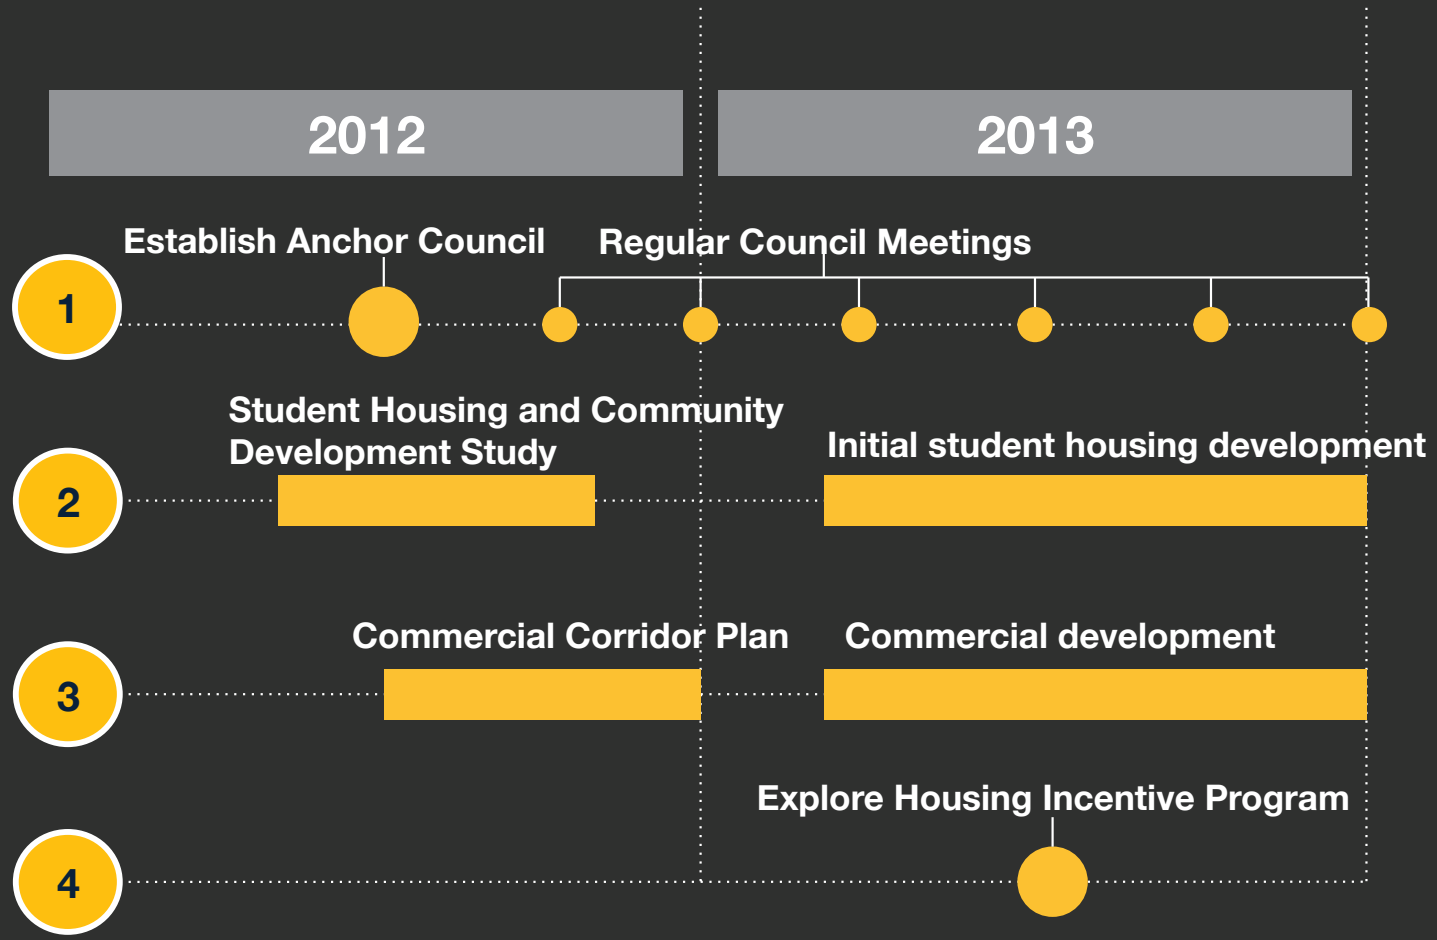 2012
2013
Establish Anchor Council
Regular Council Meetings
1
Student Housing and Community
Development Study
Initial student housing development
2
Commercial Corridor Plan
Commercial development
3
Explore Housing Incentive Program
4